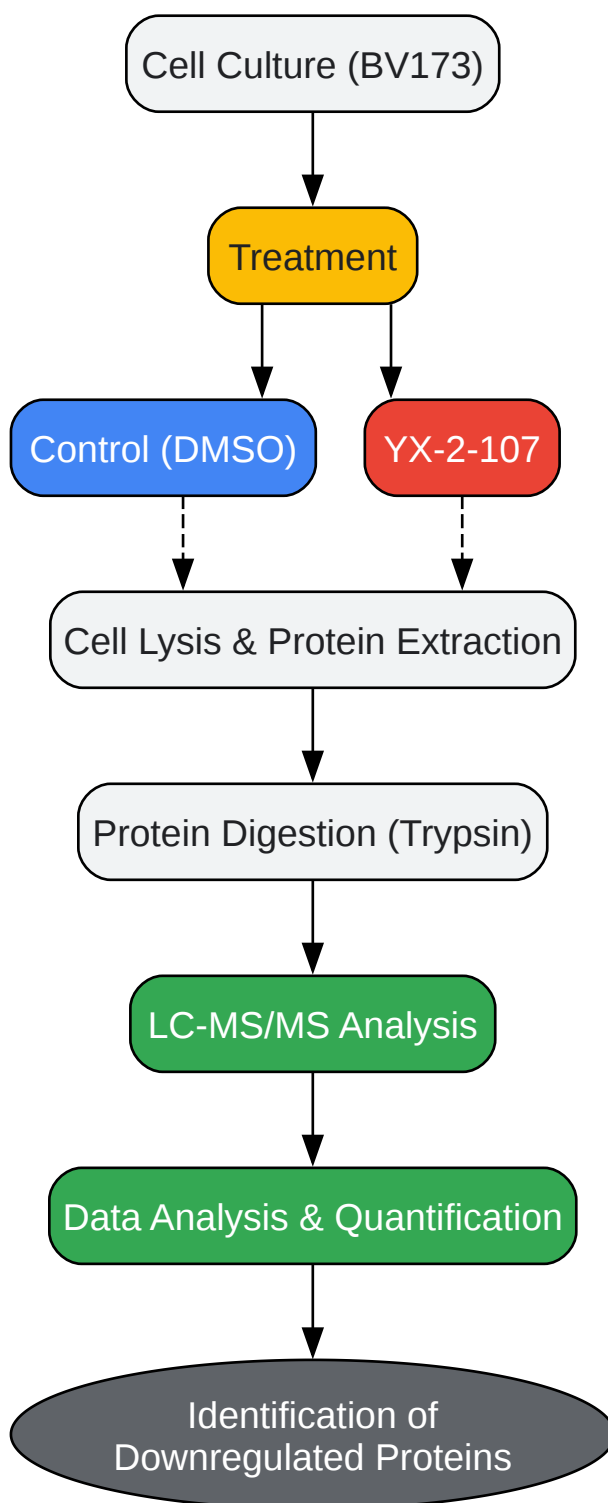 Cell Culture (BV173)
Treatment
Control (DMSO)
YX-2-107
Cell Lysis & Protein Extraction
Protein Digestion (Trypsin)
LC-MS/MS Analysis
Data Analysis & Quantification
Identification of
Downregulated Proteins